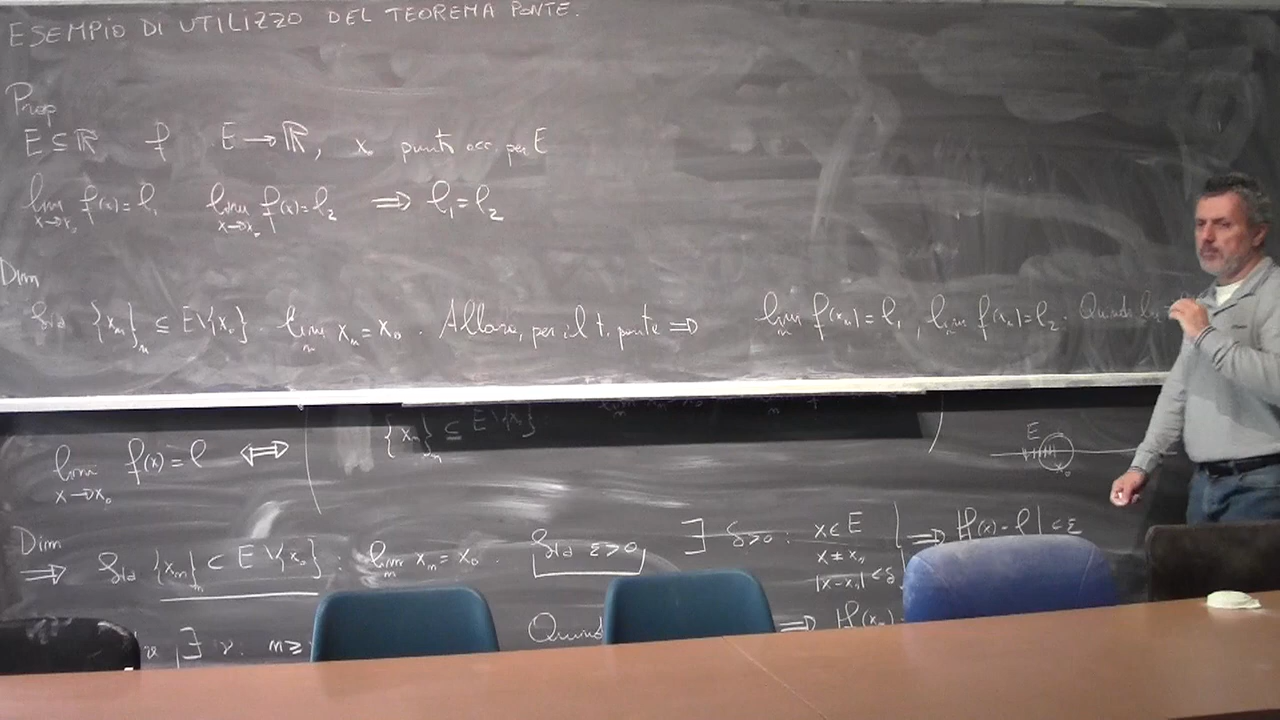 ESEMPIO DI UTILIZZO DEL TEOREMA PONTE.
Prop
E ⊆ ℝ f E → ℝ, x punto acc. per E
lim x→x₀ f(x) = l₁ lim x→x₀ f(x) = l₂ ⇒ l₁ = l₂
Dim
Sia {xₙ}ₙ ⊆ E \ {x₀}. limₙ xₙ = x₀. Allora, per il t. ponte ⇒ limₙ f(xₙ) = l₁, limₙ f(xₙ) = l₂. Quindi l₁ =
{xₙ}ₙ ⊆ E \ {x₀}:
E
x₀
lim x→x₀ f(x) = l ⇔
Dim
⇒ Sia {xₙ}ₙ ⊂ E \ {x₀}: limₙ xₙ = x₀. Sia ε>0 ∃ δ>0: x∈E x≠x₀ |x-x₀|<δ ⇒ |f(x)-l|<ε
∃ ν: n≥ ⇒ |f(xₙ)-